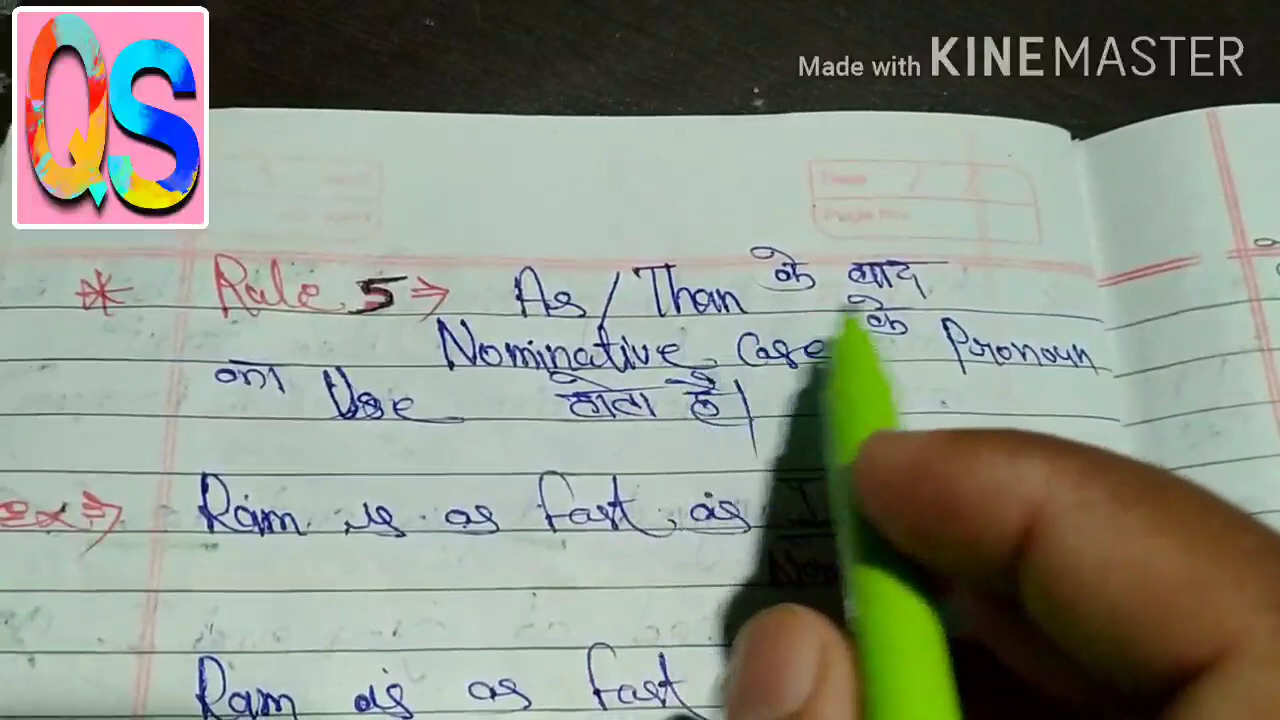 QS
Made with KINEMASTER
* Rule 5 ⇒ As / Than के बाद
Nominative case के Pronoun
का Use होता है।
ex ⇒ Ram is as fast as I
Ram is as fast